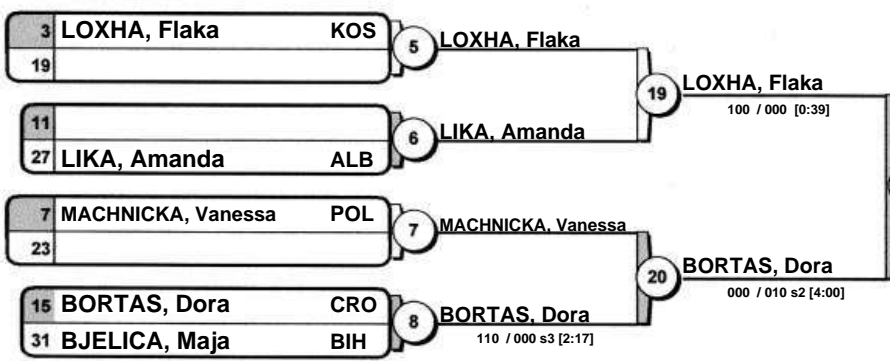 3 LOXHA, Flaka KOS
19
5 LOXHA, Flaka
19 LOXHA, Flaka
100 / 000 [0:39]
11
27 LIKA, Amanda ALB
6 LIKA, Amanda
7 MACHNICKA, Vanessa POL
23
7 MACHNICKA, Vanessa
20 BORTAS, Dora
000 / 010 s2 [4:00]
15 BORTAS, Dora CRO
31 BJELICA, Maja BIH
8 BORTAS, Dora
110 / 000 s3 [2:17]